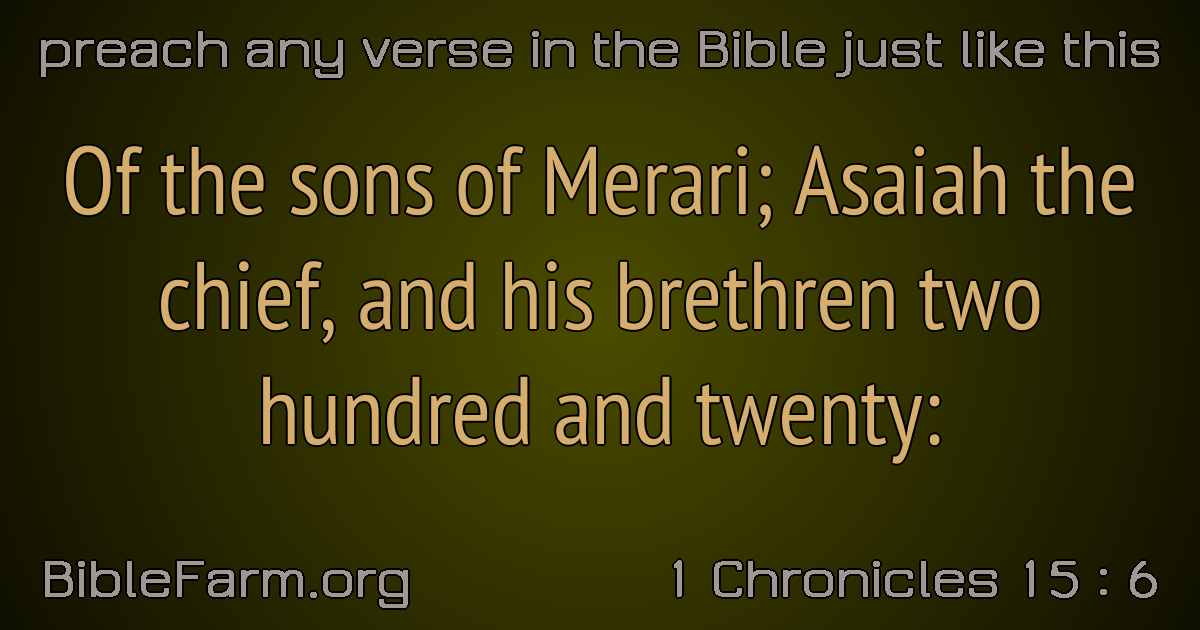 preach any verse in the Bible just like this
Of the sons of Merari; Asaiah the
chief, and his brethren two
hundred and twenty:
BibleFarm.org
1 Chronicles 15 : 6